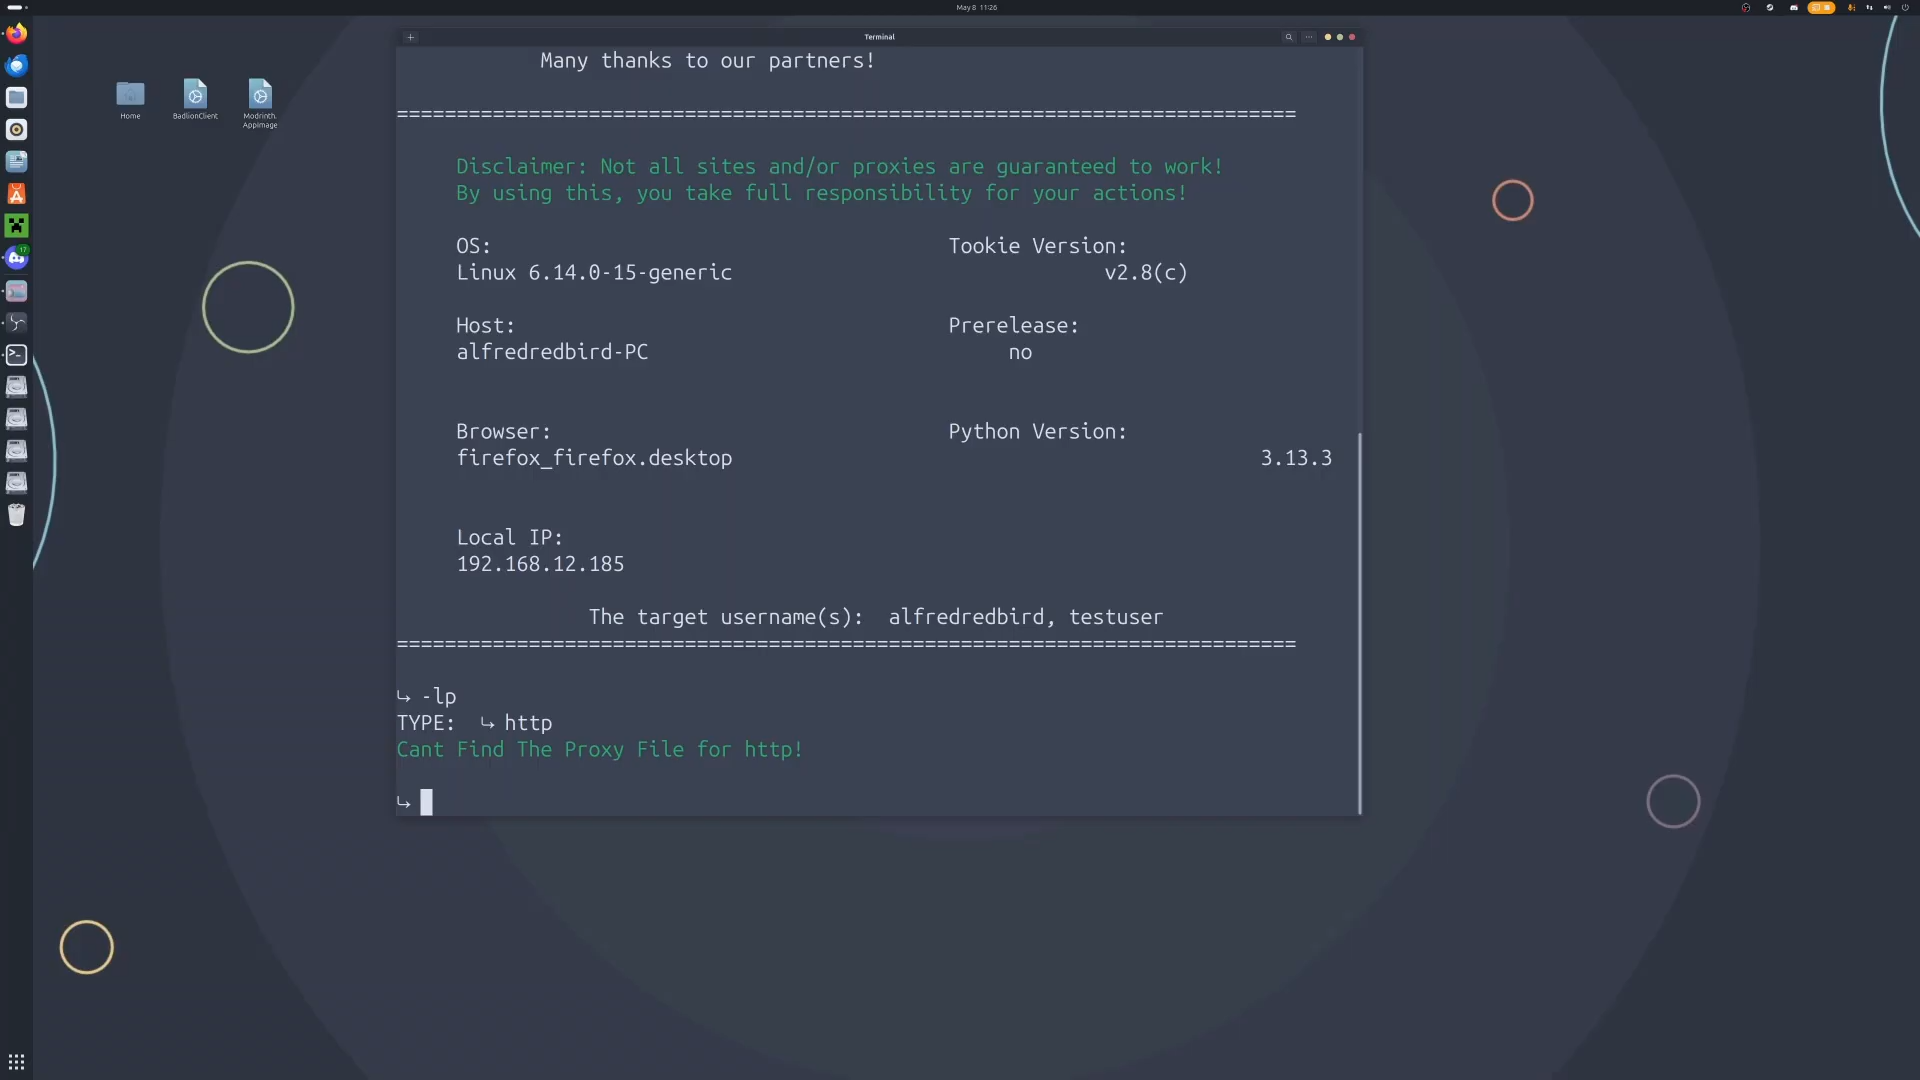 May 8 11:26
Terminal
Home
BadlionClient
Modrinth.
AppImage
17
Many thanks to our partners!
===========================================================================
Disclaimer: Not all sites and/or proxies are guaranteed to work!
By using this, you take full responsibility for your actions!
OS: Tookie Version:
Linux 6.14.0-15-generic v2.8(c)
Host: Prerelease:
alfredredbird-PC no
Browser: Python Version:
firefox_firefox.desktop 3.13.3
Local IP:
192.168.12.185
The target username(s): alfredredbird, testuser
===========================================================================
↳ -lp
TYPE: ↳ http
Cant Find The Proxy File for http!
↳